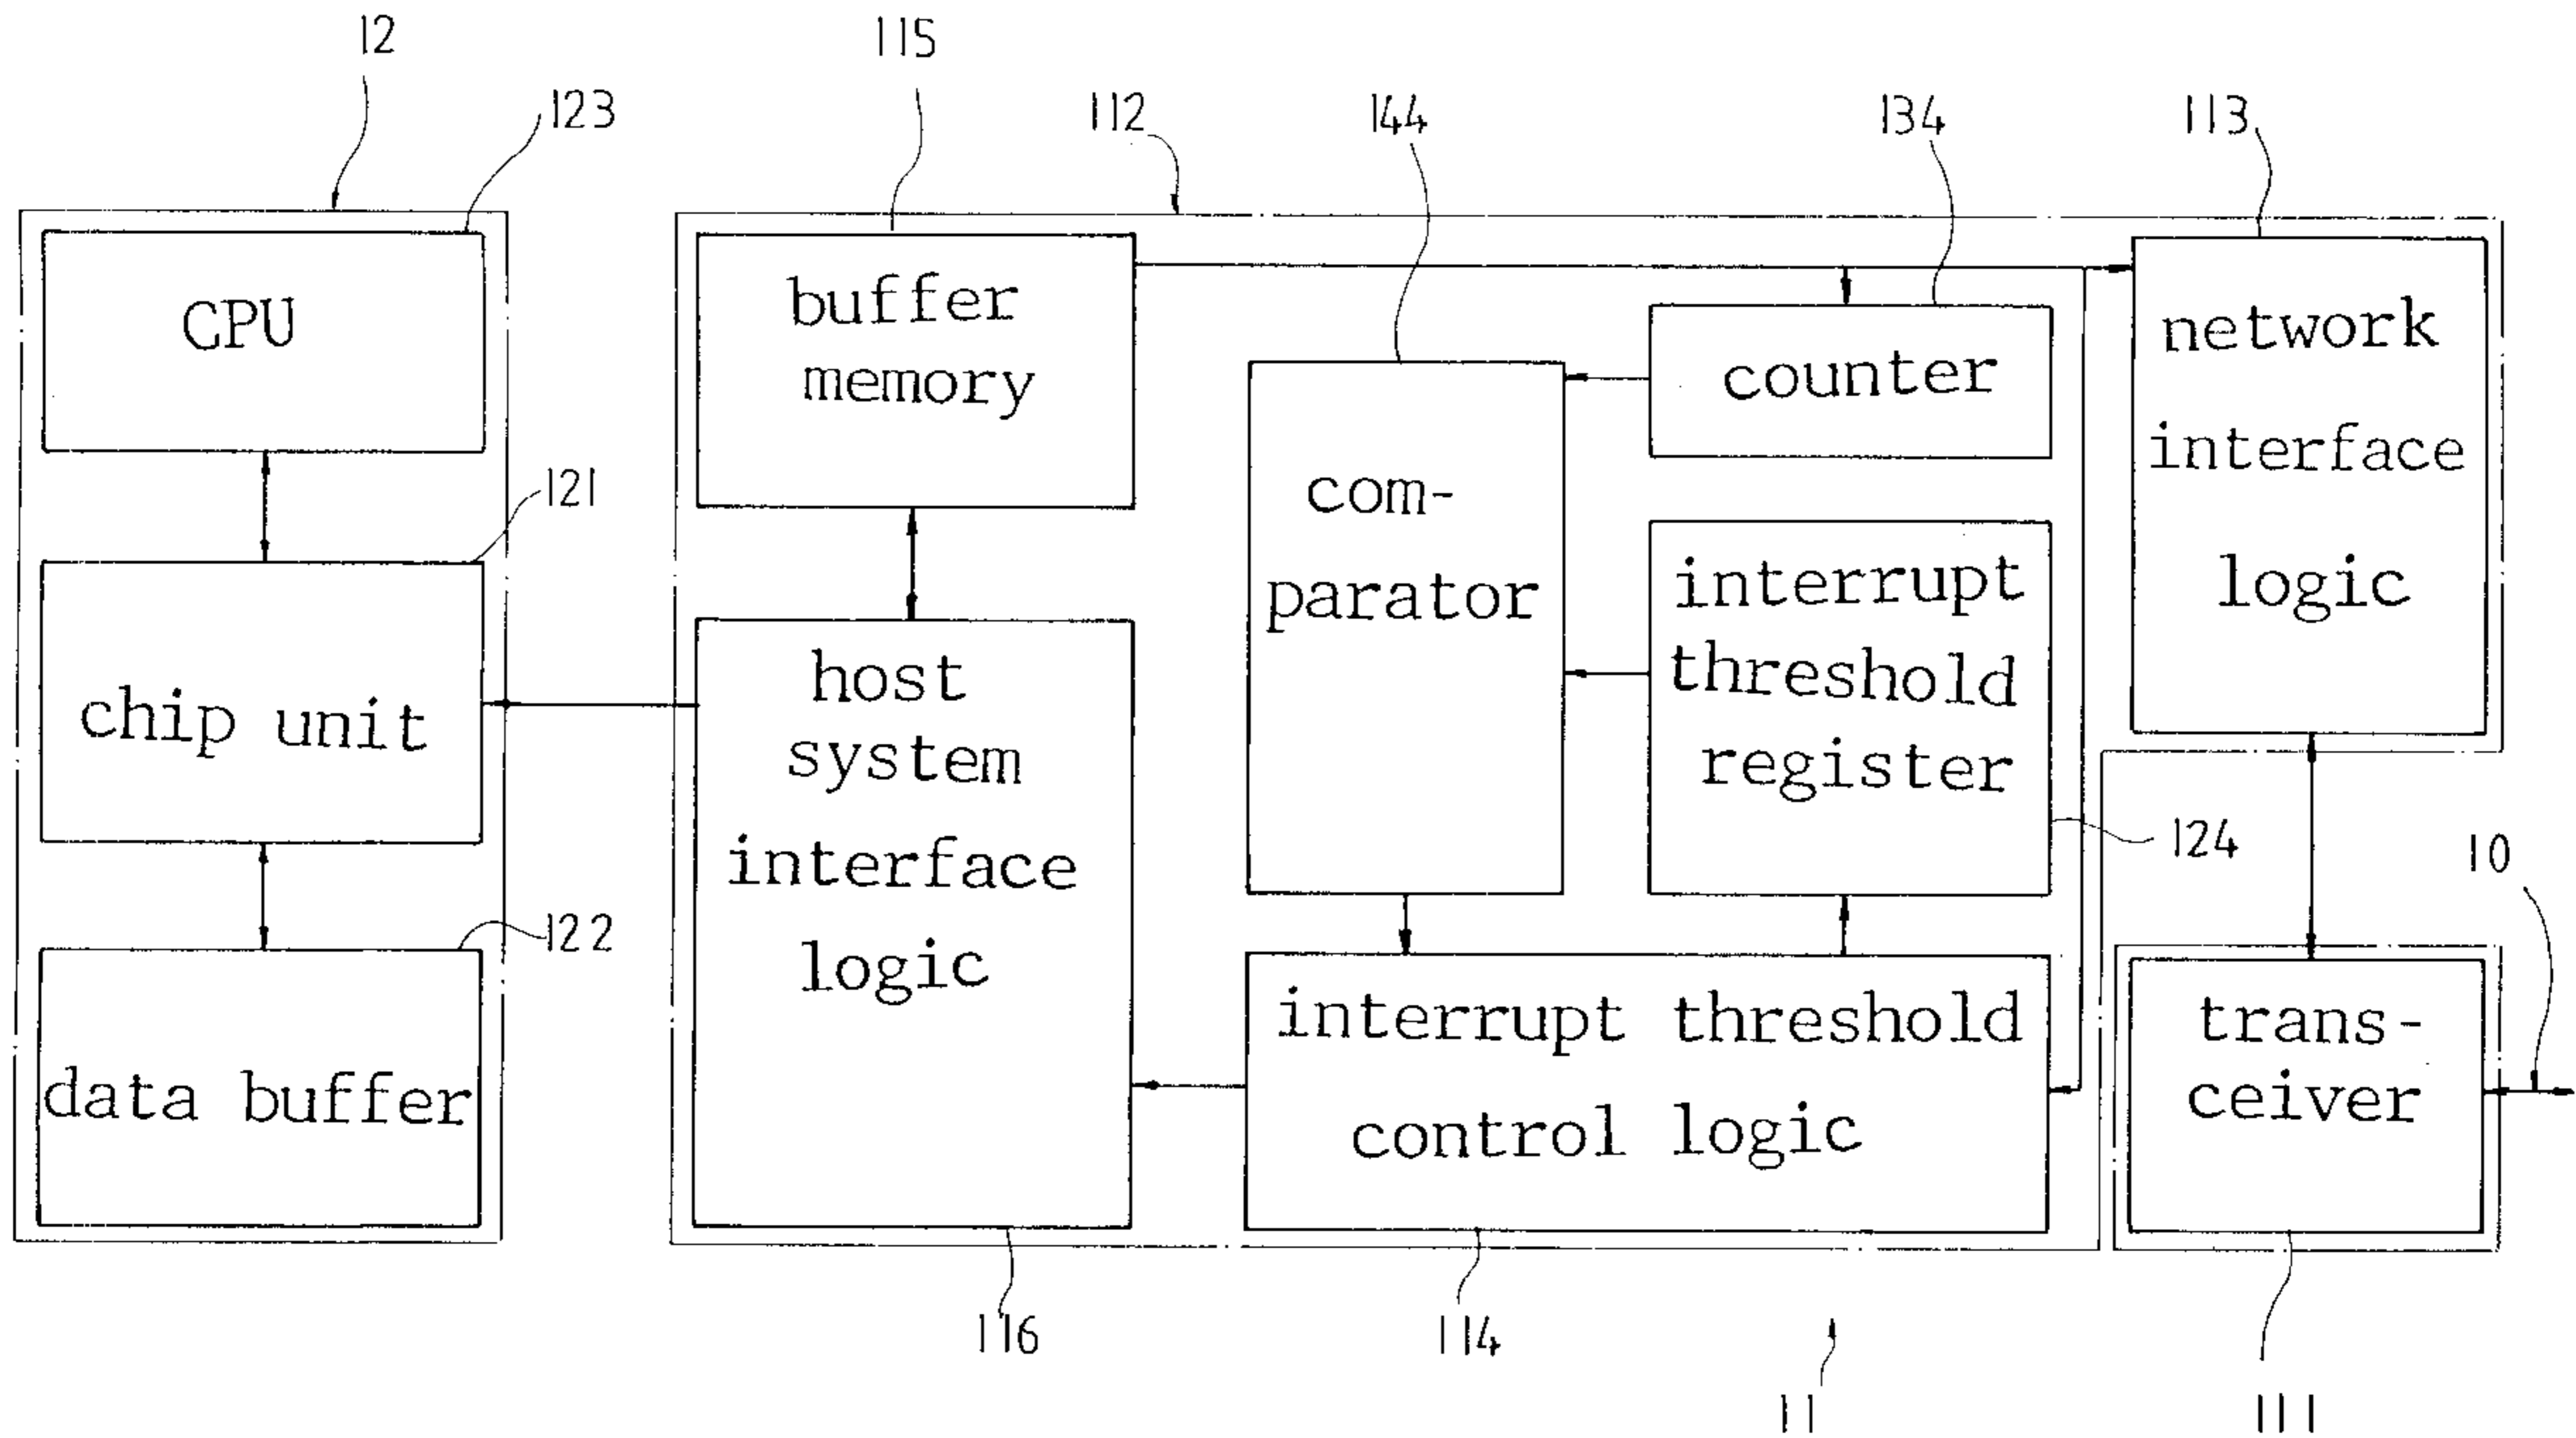 12
115
123
112
144
134
113
CPU
buffer
memory
counter
network
interface
logic
com-
parator
121
interrupt
threshold
register
chip unit
host
system
interface
logic
124
10
122
data buffer
interrupt threshold
control logic
trans-
ceiver
116
114
11
111